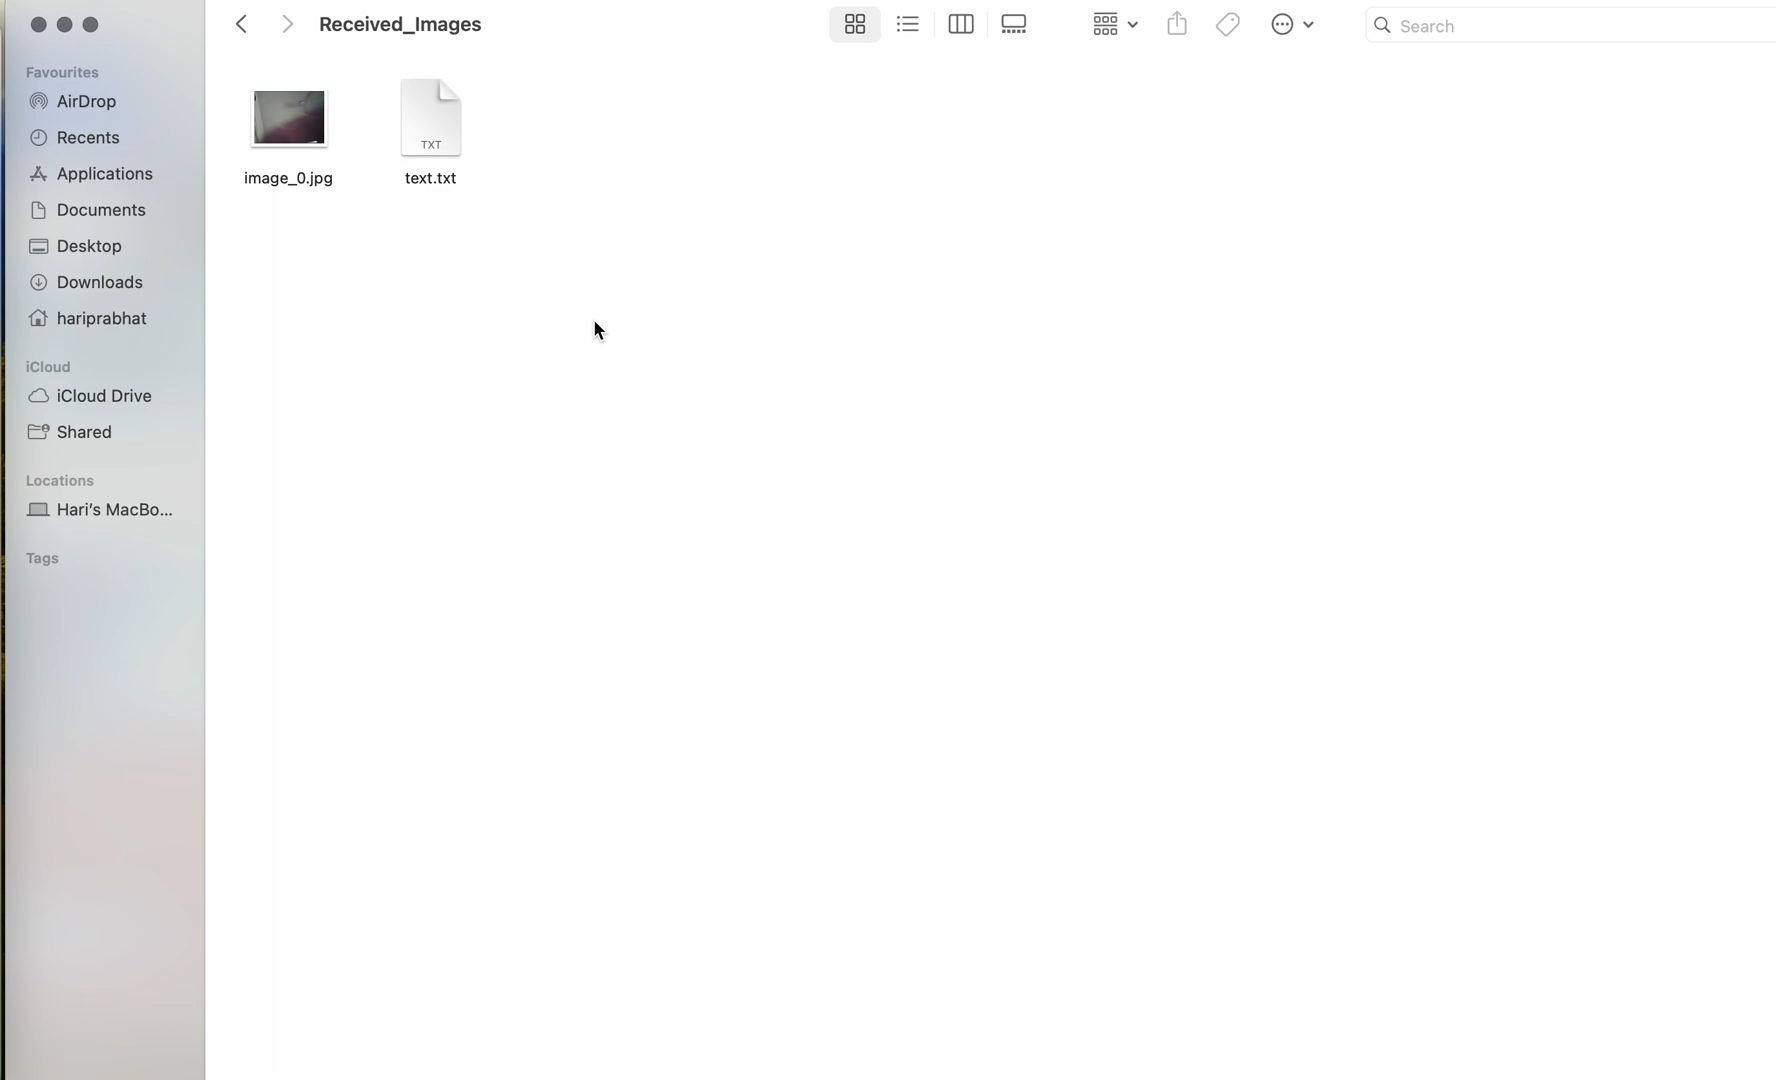 Received_Images
Search
Favourites
AirDrop
Recents
Applications
Documents
Desktop
Downloads
hariprabhat
iCloud
iCloud Drive
Shared
Locations
Hari's MacBo...
Tags
TXT
image_0.jpg
text.txt